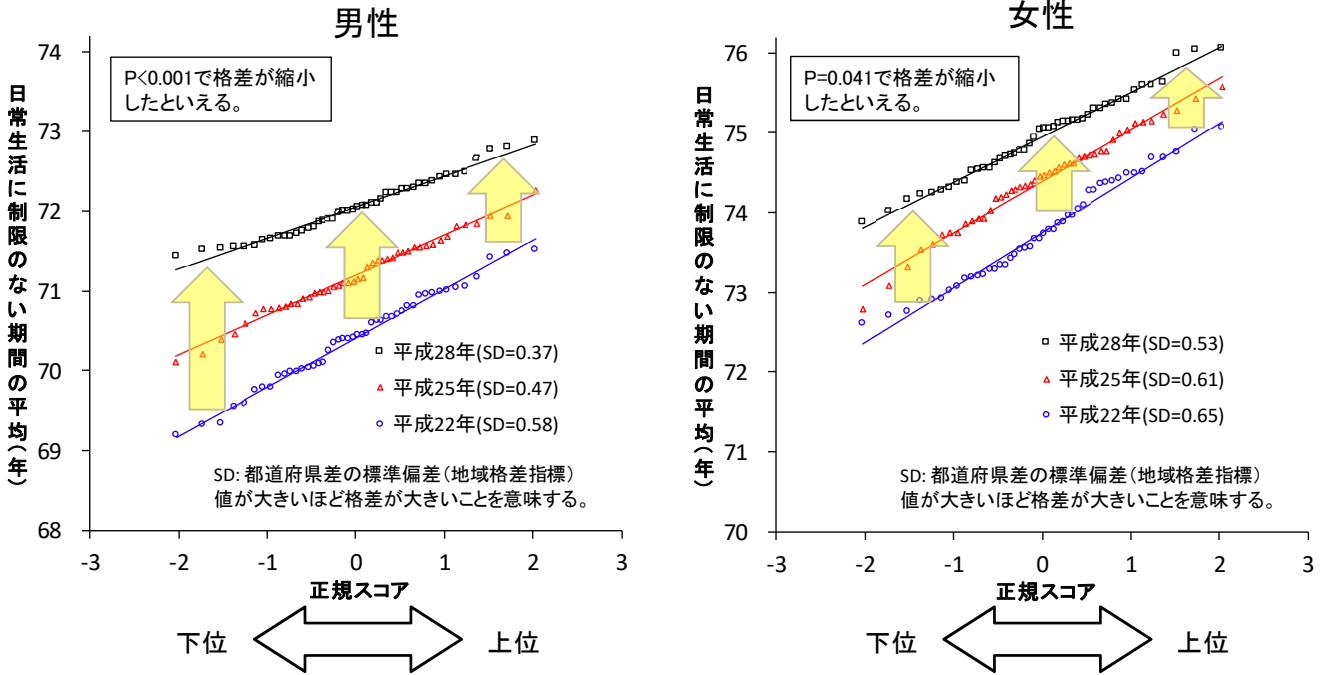 男性
P<0.001で格差が縮小
したといえる。
日常生活に制限のない期間の平均(年)
74
73
72
71
70
69
68
□ 平成28年(SD=0.37)
△ 平成25年(SD=0.47)
○ 平成22年(SD=0.58)
SD: 都道府県差の標準偏差(地域格差指標)
値が大きいほど格差が大きいことを意味する。
-3 -2 -1 0 1 2 3
正規スコア
下位 上位
女性
P=0.041で格差が縮小
したといえる。
日常生活に制限のない期間の平均(年)
76
75
74
73
72
71
70
□ 平成28年(SD=0.53)
△ 平成25年(SD=0.61)
○ 平成22年(SD=0.65)
SD: 都道府県差の標準偏差(地域格差指標)
値が大きいほど格差が大きいことを意味する。
-3 -2 -1 0 1 2 3
正規スコア
下位 上位